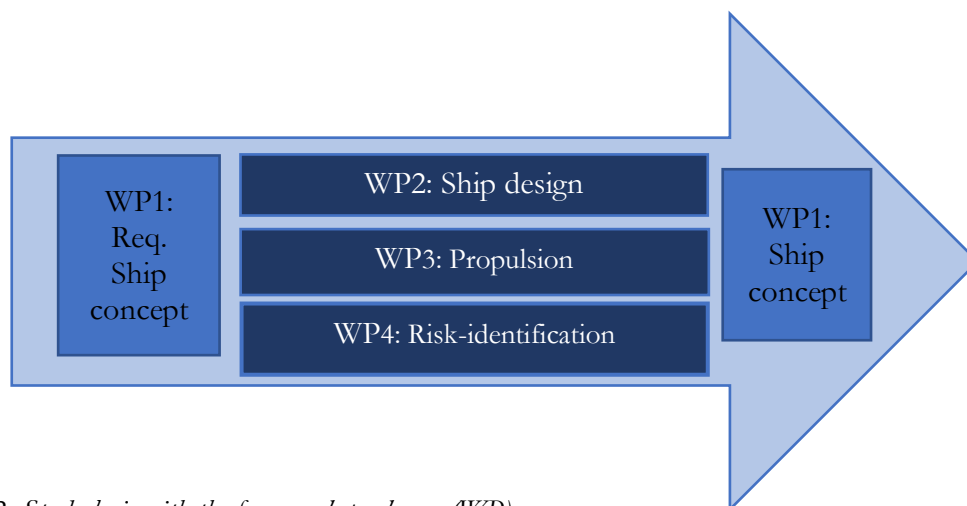 WP1:
Req.
Ship
concept
WP2: Ship design
WP3: Propulsion
WP4: Risk-identification
WP1:
Ship
concept